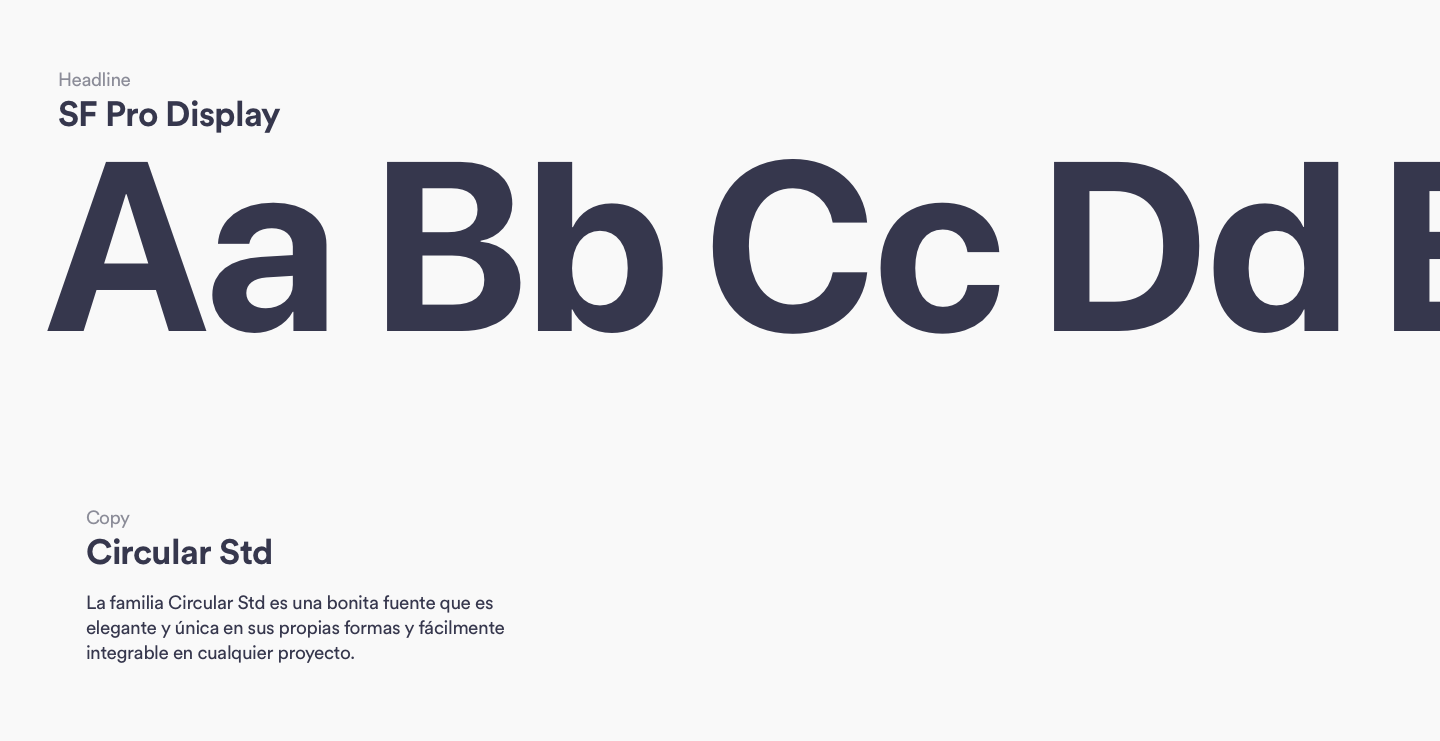 Headline
SF Pro Display
Aa Bb Cc Dd E
Copy
Circular Std
La familia Circular Std es una bonita fuente que es
elegante y única en sus propias formas y fácilmente
integrable en cualquier proyecto.